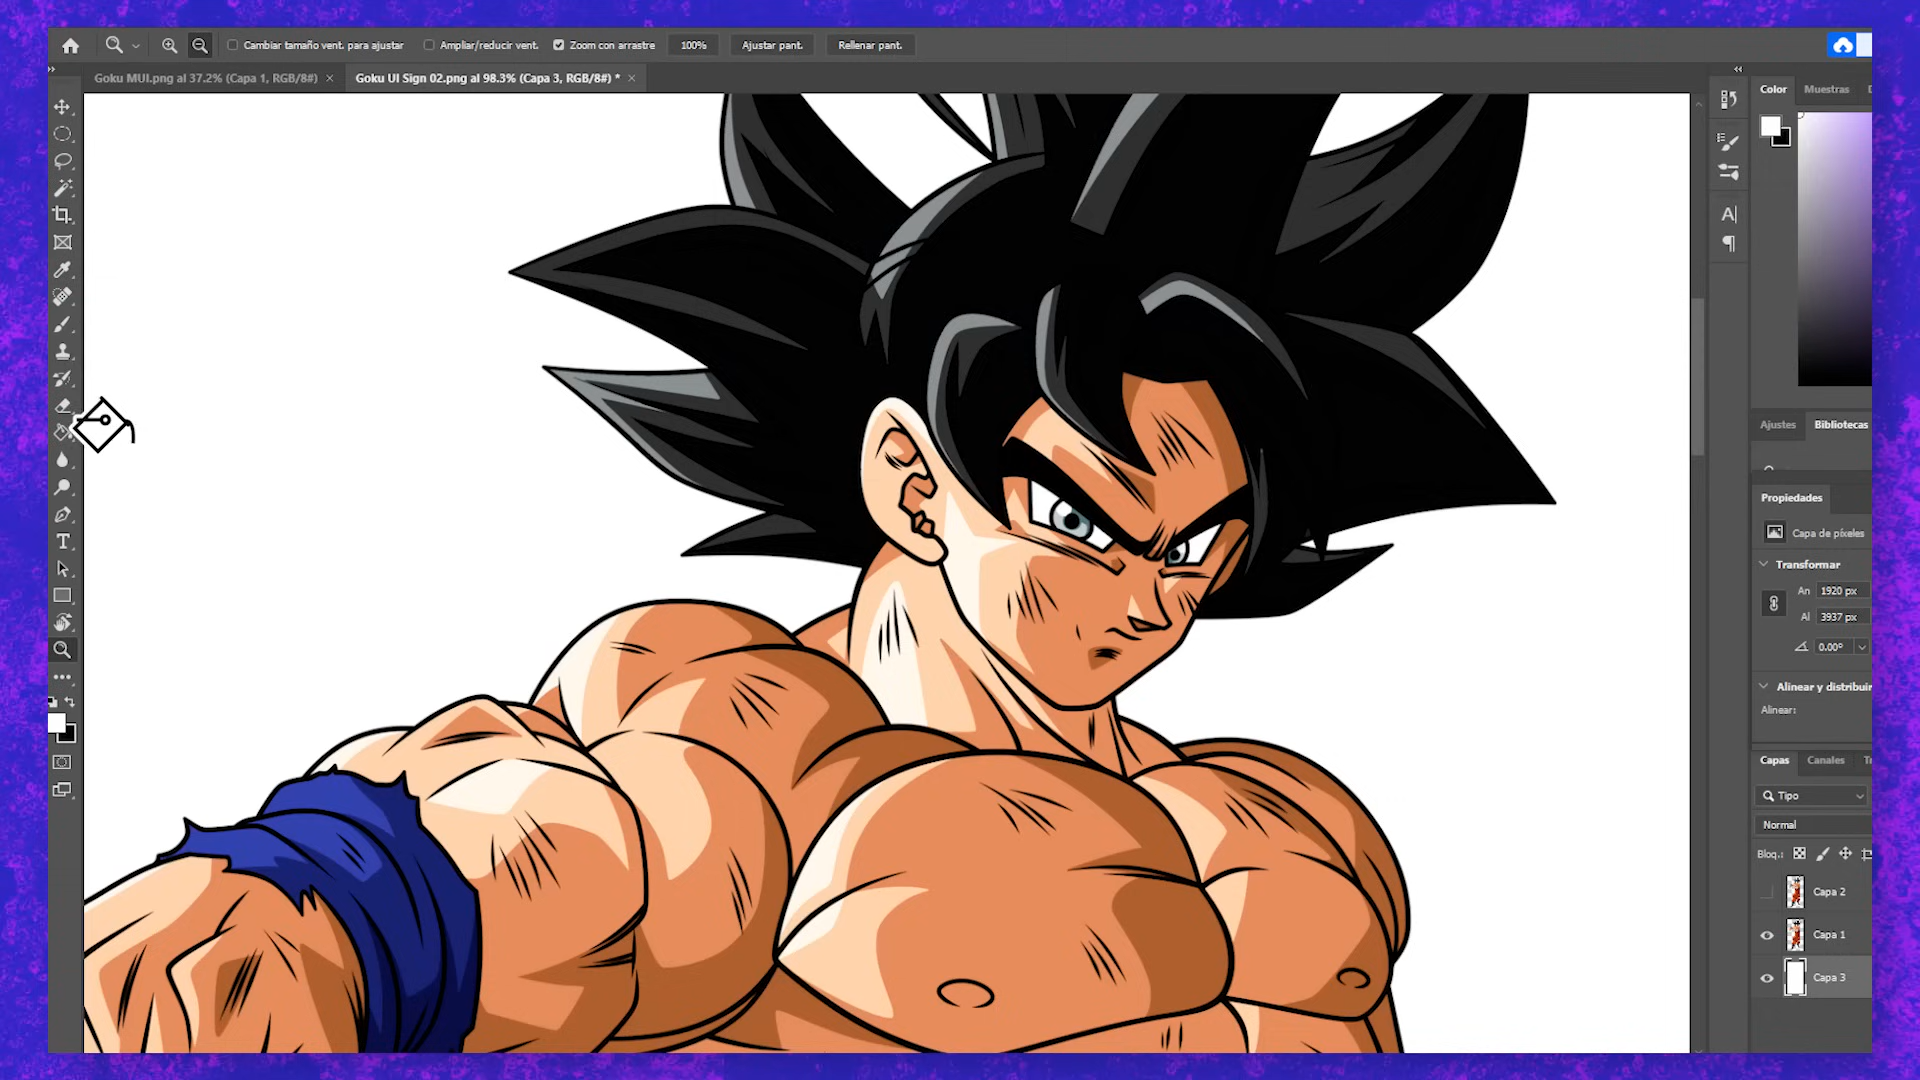 Cambiar tamaño vent. para ajustar
Ampliar/reducir vent.
Zoom con arrastre
100%
Ajustar pant.
Rellenar pant.
Goku MUI.png al 37.2% (Capa 1, RGB/8#) ×
Goku UI Sign 02.png al 98.3% (Capa 3, RGB/8#) * ×
Color
Muestras
Ajustes
Bibliotecas
Propiedades
Capa de píxeles
Transformar
An 1920 px
Al 3937 px
0.00°
Alinear y distribuir
Alinear:
Capas
Canales
Tipo
Normal
Bloq.:
Capa 2
Capa 1
Capa 3